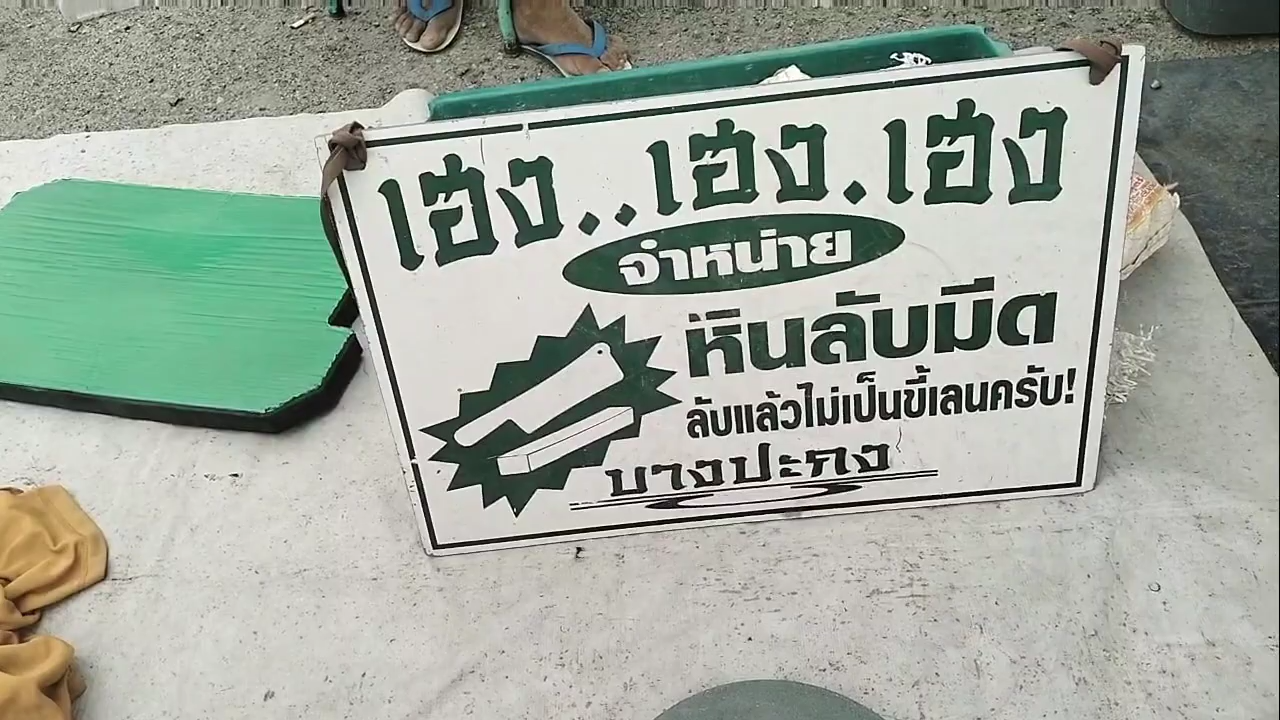 เฮ่ง..เฮ่ง.เฮ่ง
จำหน่าย
หินลับมีด
ลับแล้วไม่เป็นขี้เลนครับ!
บางปะกง